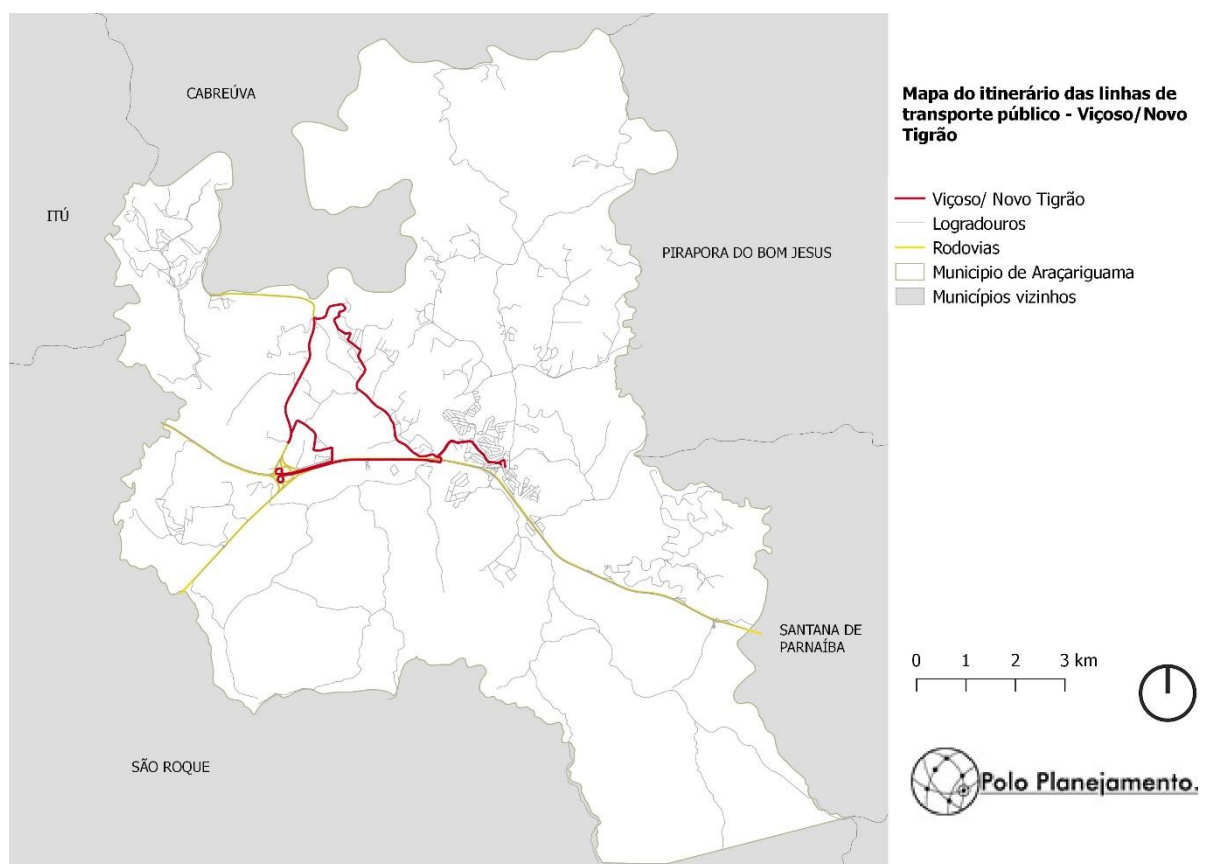 CABREÚVA
ITÚ
PIRAPORA DO BOM JESUS
SANTANA DE
PARNAÍBA
SÃO ROQUE
Mapa do itinerário das linhas de
transporte público - Viçoso/Novo
Tigrão
Viçoso/ Novo Tigrão
Logradouros
Rodovias
Municipio de Araçariguama
Municípios vizinhos
0 1 2 3 km
Polo Planejamento.